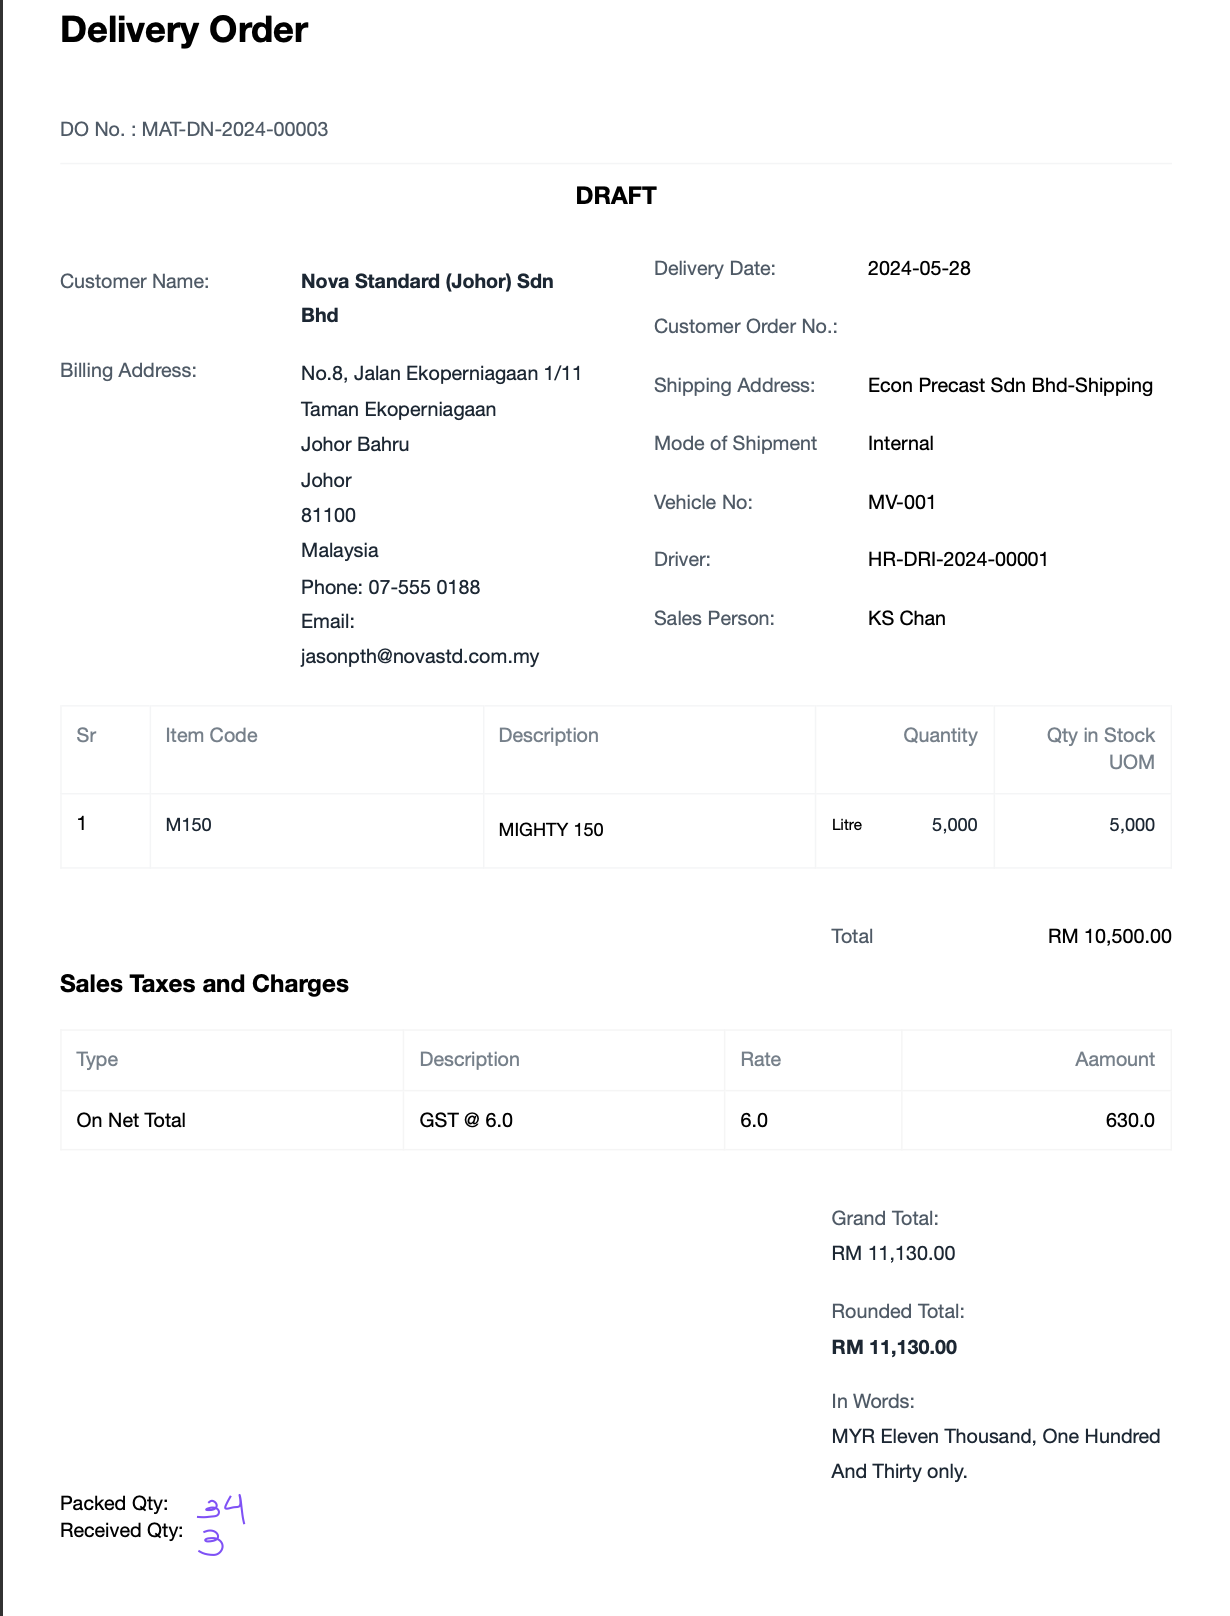 Delivery Order
DO No. : MAT-DN-2024-00003
DRAFT
Customer Name: Nova Standard (Johor) Sdn
Bhd
Billing Address: No.8, Jalan Ekoperniagaan 1/11
Taman Ekoperniagaan
Johor Bahru
Johor
81100
Malaysia
Phone: 07-555 0188
Email:
jasonpth@novastd.com.my
Delivery Date: 2024-05-28
Customer Order No.:
Shipping Address: Econ Precast Sdn Bhd-Shipping
Mode of Shipment Internal
Vehicle No: MV-001
Driver: HR-DRI-2024-00001
Sales Person: KS Chan
Sr Item Code Description Quantity Qty in Stock
UOM
1 M150 MIGHTY 150 Litre 5,000 5,000
Total RM 10,500.00
Sales Taxes and Charges
Type Description Rate Aamount
On Net Total GST @ 6.0 6.0 630.0
Grand Total:
RM 11,130.00
Rounded Total:
RM 11,130.00
In Words:
MYR Eleven Thousand, One Hundred
And Thirty only.
Packed Qty: 34
Received Qty: 3